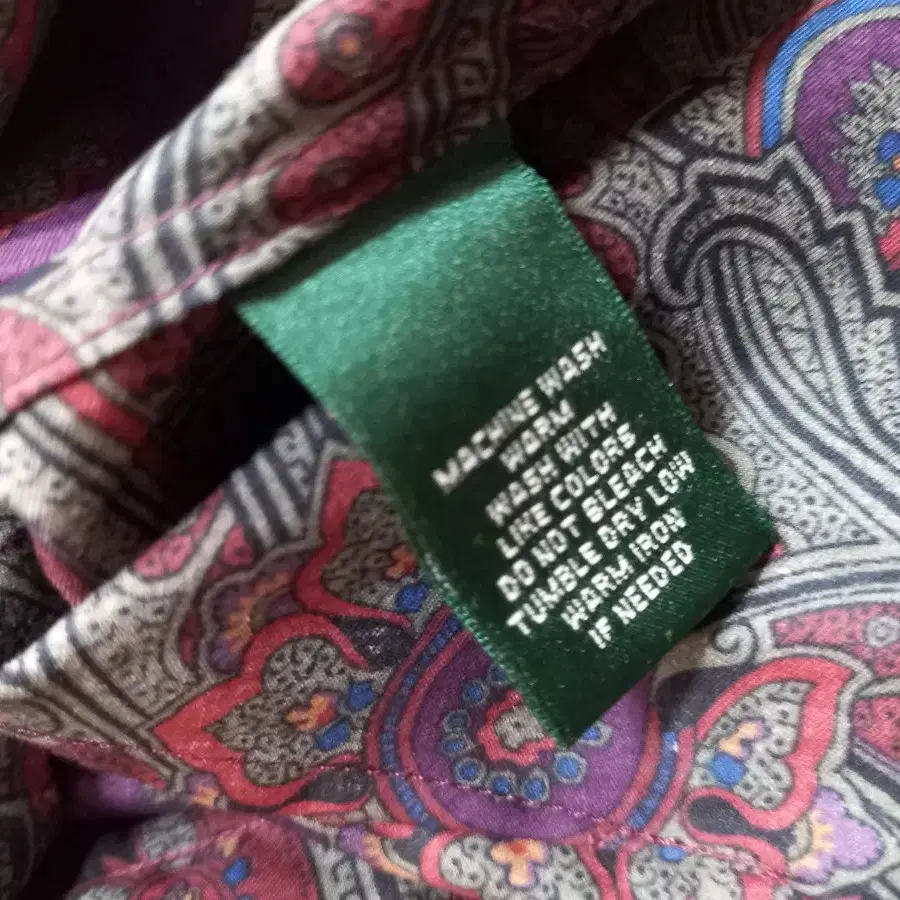 MACHINE WASH
WARM
WASH WITH
LIKE COLORS
DO NOT BLEACH
TUMBLE DRY LOW
WARM IRON
IF NEEDED